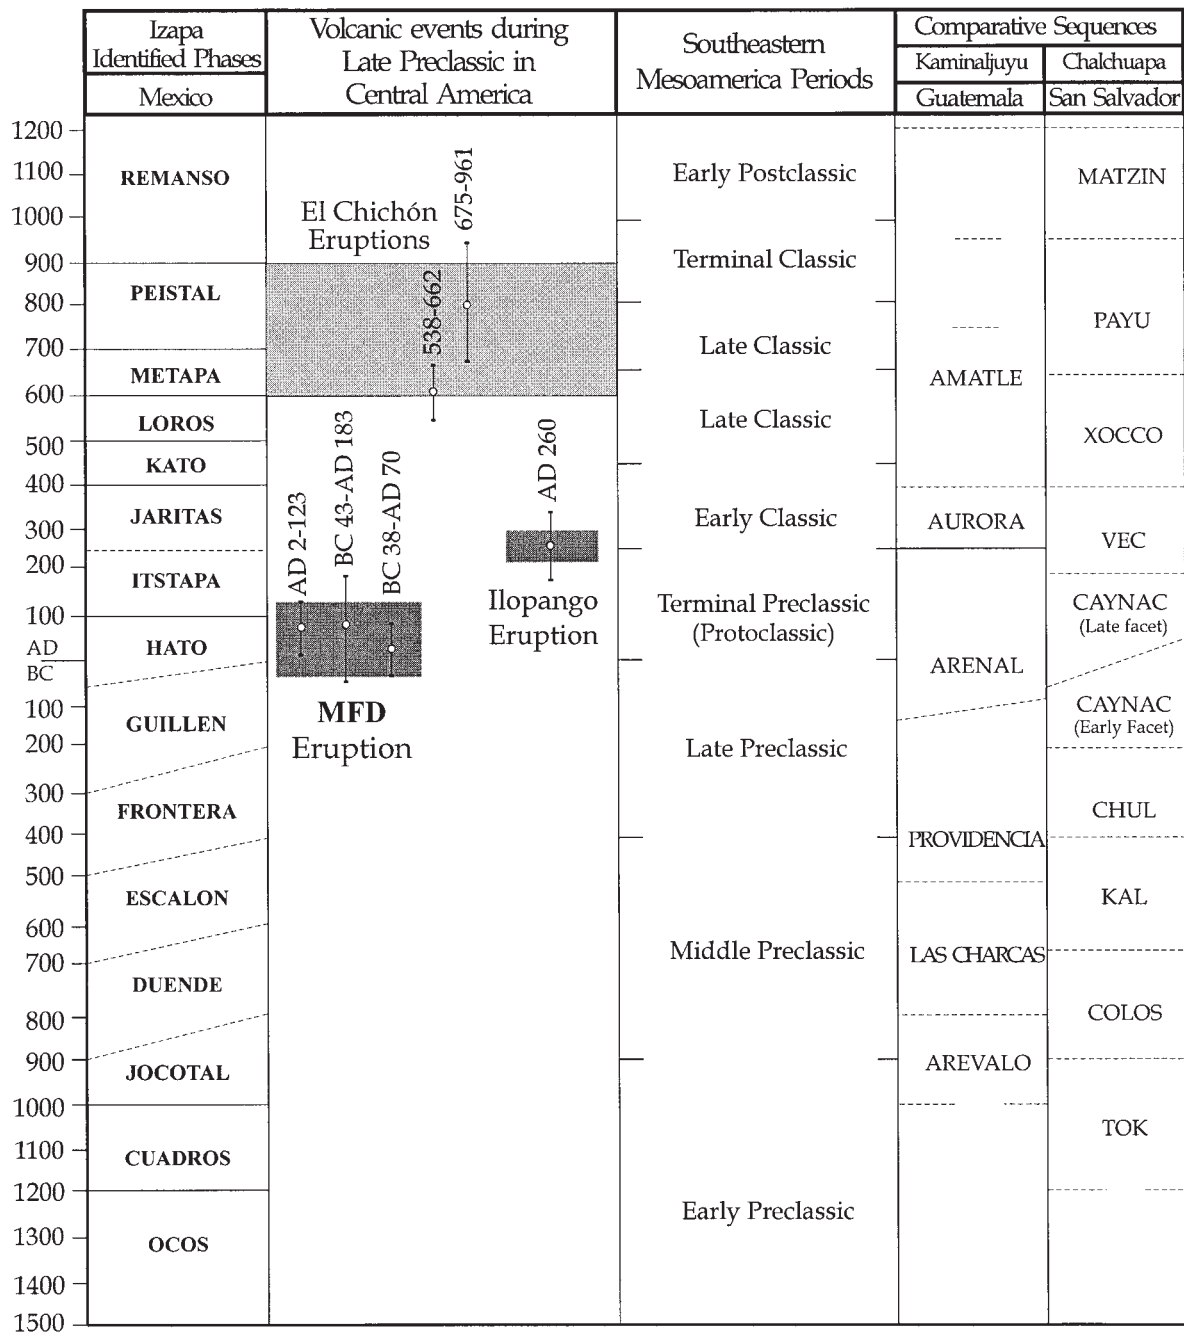 Izapa
Identified Phases
Mexico
Volcanic events during
Late Preclassic in
Central America
Southeastern
Mesoamerica Periods
Comparative Sequences
Kaminaljuyu
Chalchuapa
Guatemala
San Salvador
1200
1100
1000
900
800
700
600
500
400
300
200
100
AD
BC
100
200
300
400
500
600
700
800
900
1000
1100
1200
1300
1400
1500
REMANSO
PEISTAL
METAPA
LOROS
KATO
JARITAS
ITSTAPA
HATO
GUILLEN
FRONTERA
ESCALON
DUENDE
JOCOTAL
CUADROS
OCOS
El Chichón
Eruptions
675-961
538-662
AD 2-123
BC 43-AD 183
BC 38-AD 70
AD 260
Ilopango
Eruption
MFD
Eruption
Early Postclassic
Terminal Classic
Late Classic
Late Classic
Early Classic
Terminal Preclassic
(Protoclassic)
Late Preclassic
Middle Preclassic
Early Preclassic
AMATLE
AURORA
ARENAL
PROVIDENCIA
LAS CHARCAS
AREVALO
MATZIN
PAYU
XOCCO
VEC
CAYNAC
(Late facet)
CAYNAC
(Early Facet)
CHUL
KAL
COLOS
TOK